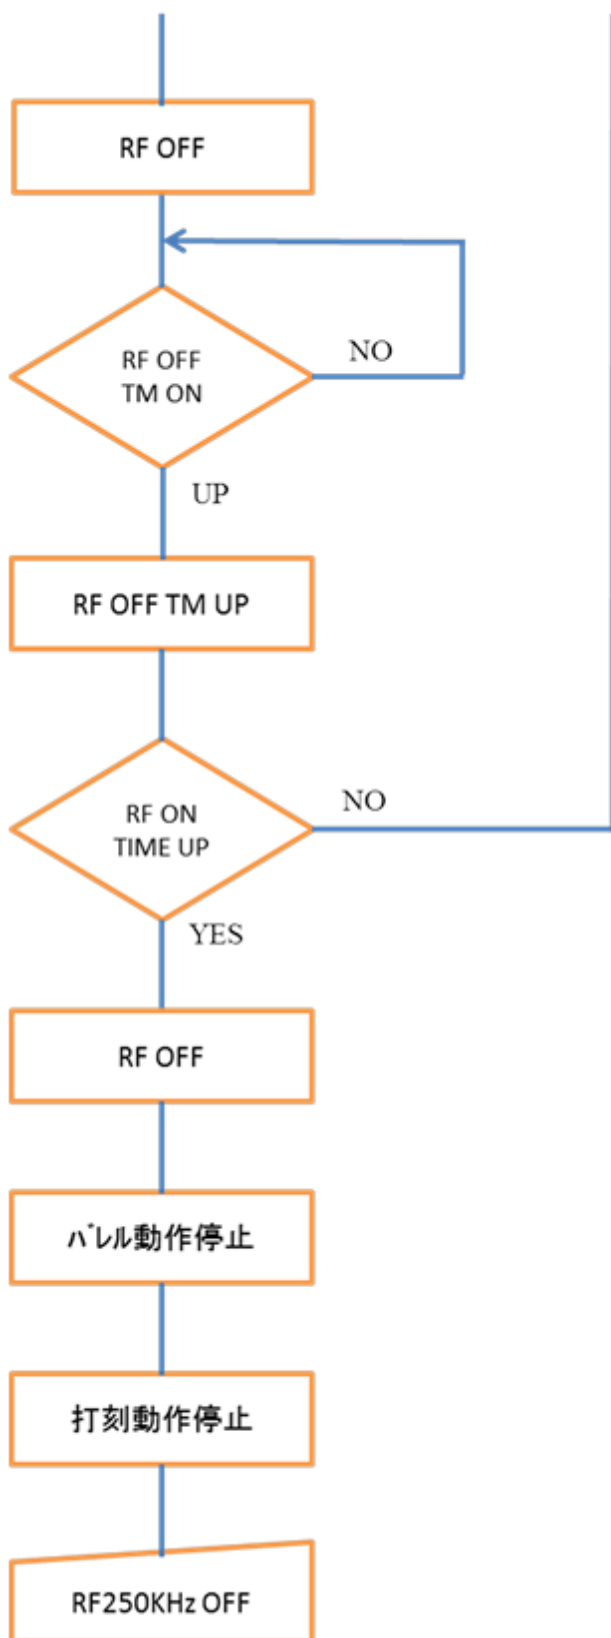 RF OFF
RF OFF
TM ON
NO
UP
RF OFF TM UP
RF ON
TIME UP
NO
YES
RF OFF
ﾊﾞﾚﾙ動作停止
打刻動作停止
RF250KHz OFF